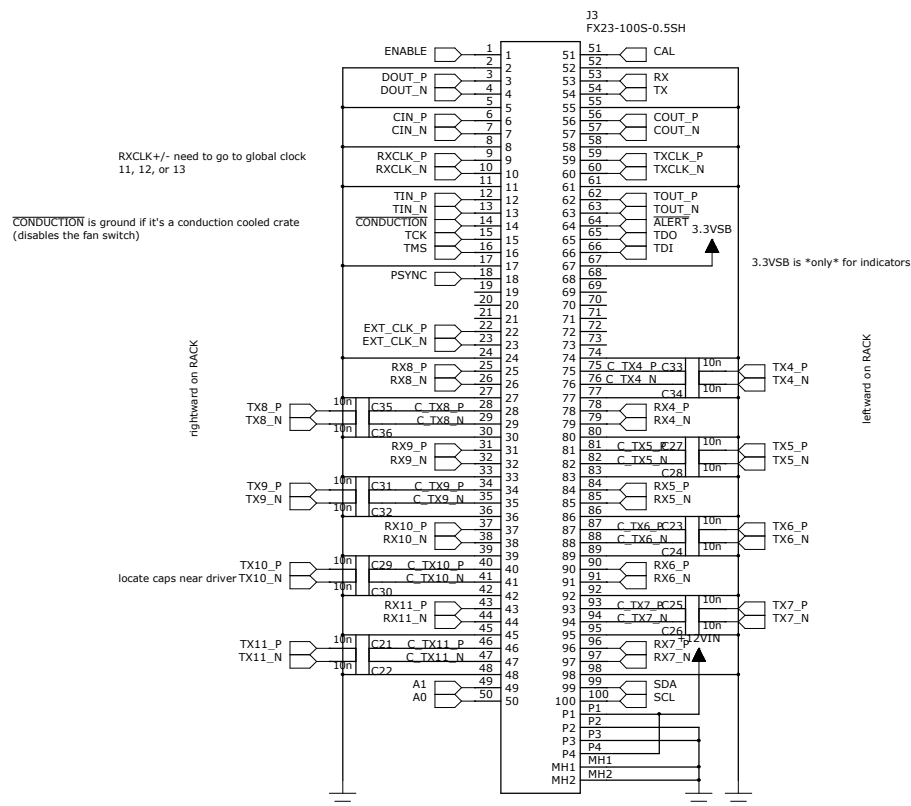 J3
FX23-100S-0.5SH
ENABLE 1 1 51 51 CAL
2 2 52 52
DOUT_P 3 3 53 53 RX
DOUT_N 4 4 54 54 TX
5 5 55 55
CIN_P 6 6 56 56 COUT_P
CIN_N 7 7 57 57 COUT_N
8 8 58 58
RXCLK+/- need to go to global clock
11, 12, or 13
RXCLK_P 9 9 59 59 TXCLK_P
RXCLK_N 10 10 60 60 TXCLK_N
11 11 61 61
TIN_P 12 12 62 62 TOUT_P
TIN_N 13 13 63 63 TOUT_N
CONDUCTION is ground if it's a conduction cooled crate
(disables the fan switch)
CONDUCTION 14 14 64 64 ALERT
TCK 15 15 65 65 TDO 3.3VSB
TMS 16 16 66 66 TDI
17 17 67 67
3.3VSB is *only* for indicators
PSYNC 18 18 68 68
19 19 69 69
20 20 70 70
21 21 71 71
EXT_CLK_P 22 22 72 72
EXT_CLK_N 23 23 73 73
24 24 74 74
rightward on RACK
leftward on RACK
RX8_P 25 25 75 75 C_TX4_P C33 10n TX4_P
RX8_N 26 26 76 76 C_TX4_N C34 10n TX4_N
27 27 77 77
TX8_P 10n C35 C_TX8_P 28 28 78 78 RX4_P
TX8_N 10n C36 C_TX8_N 29 29 79 79 RX4_N
30 30 80 80
RX9_P 31 31 81 81 C_TX5_P C27 10n TX5_P
RX9_N 32 32 82 82 C_TX5_N C28 10n TX5_N
33 33 83 83
TX9_P 10n C31 C_TX9_P 34 34 84 84 RX5_P
TX9_N 10n C32 C_TX9_N 35 35 85 85 RX5_N
36 36 86 86
RX10_P 37 37 87 87 C_TX6_P C23 10n TX6_P
RX10_N 38 38 88 88 C_TX6_N C24 10n TX6_N
39 39 89 89
TX10_P 10n C29 C_TX10_P 40 40 90 90 RX6_P
locate caps near driver TX10_N 10n C30 C_TX10_N 41 41 91 91 RX6_N
42 42 92 92
RX11_P 43 43 93 93 C_TX7_P C25 10n TX7_P
RX11_N 44 44 94 94 C_TX7_N C26 10n TX7_N
45 45 95 95
TX11_P 10n C21 C_TX11_P 46 46 96 96 RX7_P +12VIN
TX11_N 10n C22 C_TX11_N 47 47 97 97 RX7_N
48 48 98 98
A1 49 49 99 99 SDA
A0 50 50 100 100 SCL
P1 P1
P2 P2
P3 P3
P4 P4
MH1 MH1
MH2 MH2